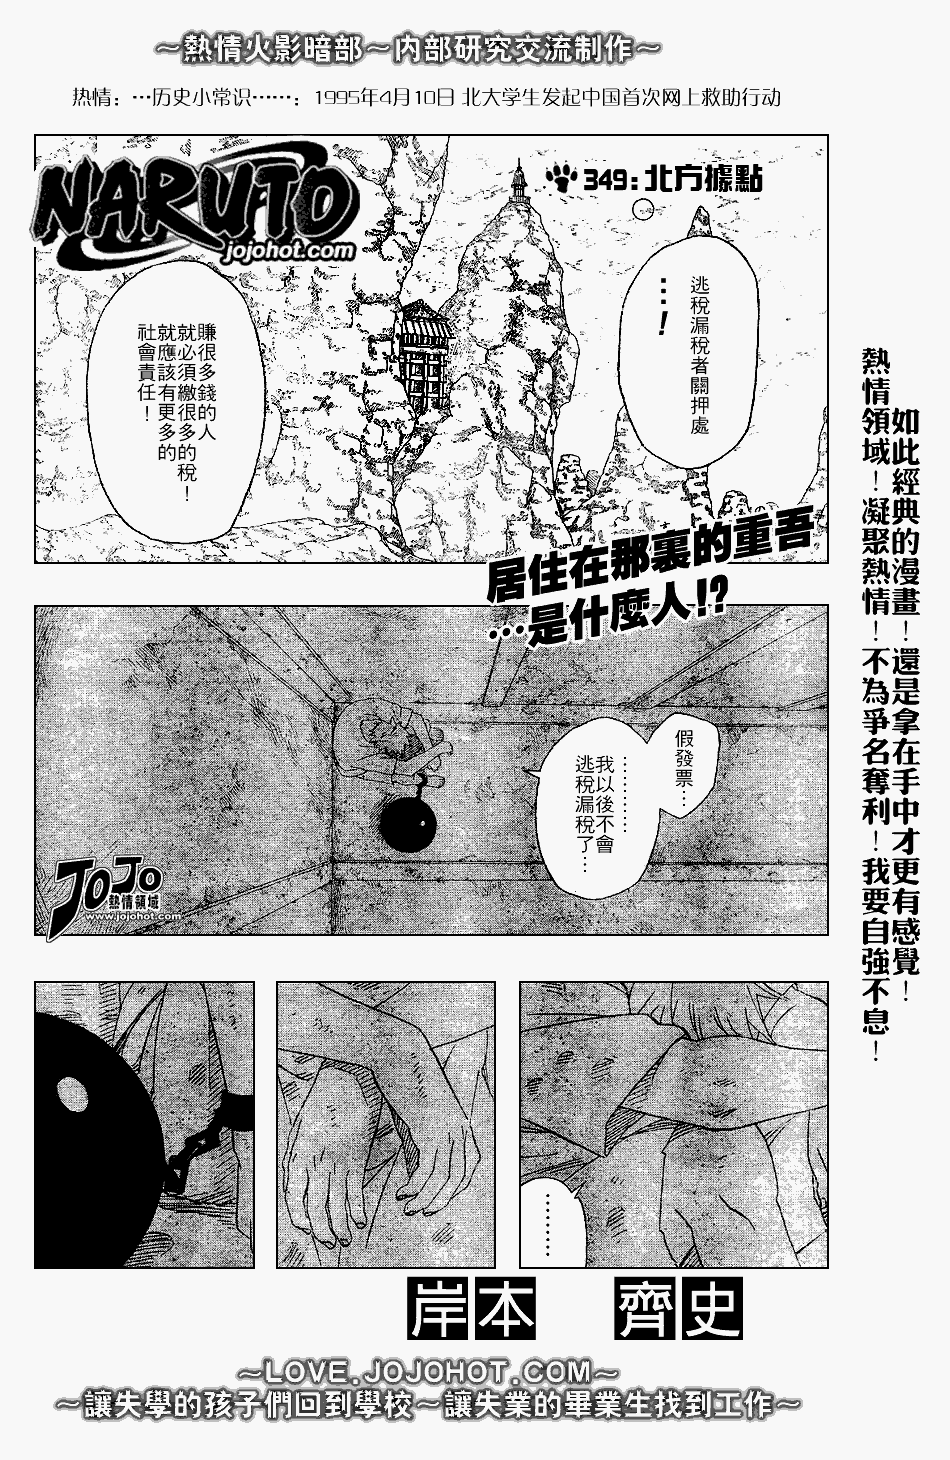 ～熱情火影暗部～內部研究交流制作～
热情：…历史小常识……：1995年4月10日 北大学生发起中国首次网上救助行动
NARUTO
jojohot.com
349：北方據點
逃稅漏稅者關押處
…！
賺很多錢的人
就必須繳很多的稅！
就應該有更多的
社會責任！
居住在那裏的重吾
…是什麼人!?
假發票…
………
我以後不會
逃稅漏稅了…
JOJO
熱情領域
www.jojohot.com
………
岸本 齊史
如此經典的漫畫！還是拿在手中才更有感覺！
熱情領域！凝聚熱情！不為爭名奪利！我要自強不息！
～LOVE.JOJOHOT.COM～
～讓失學的孩子們回到學校～讓失業的畢業生找到工作～